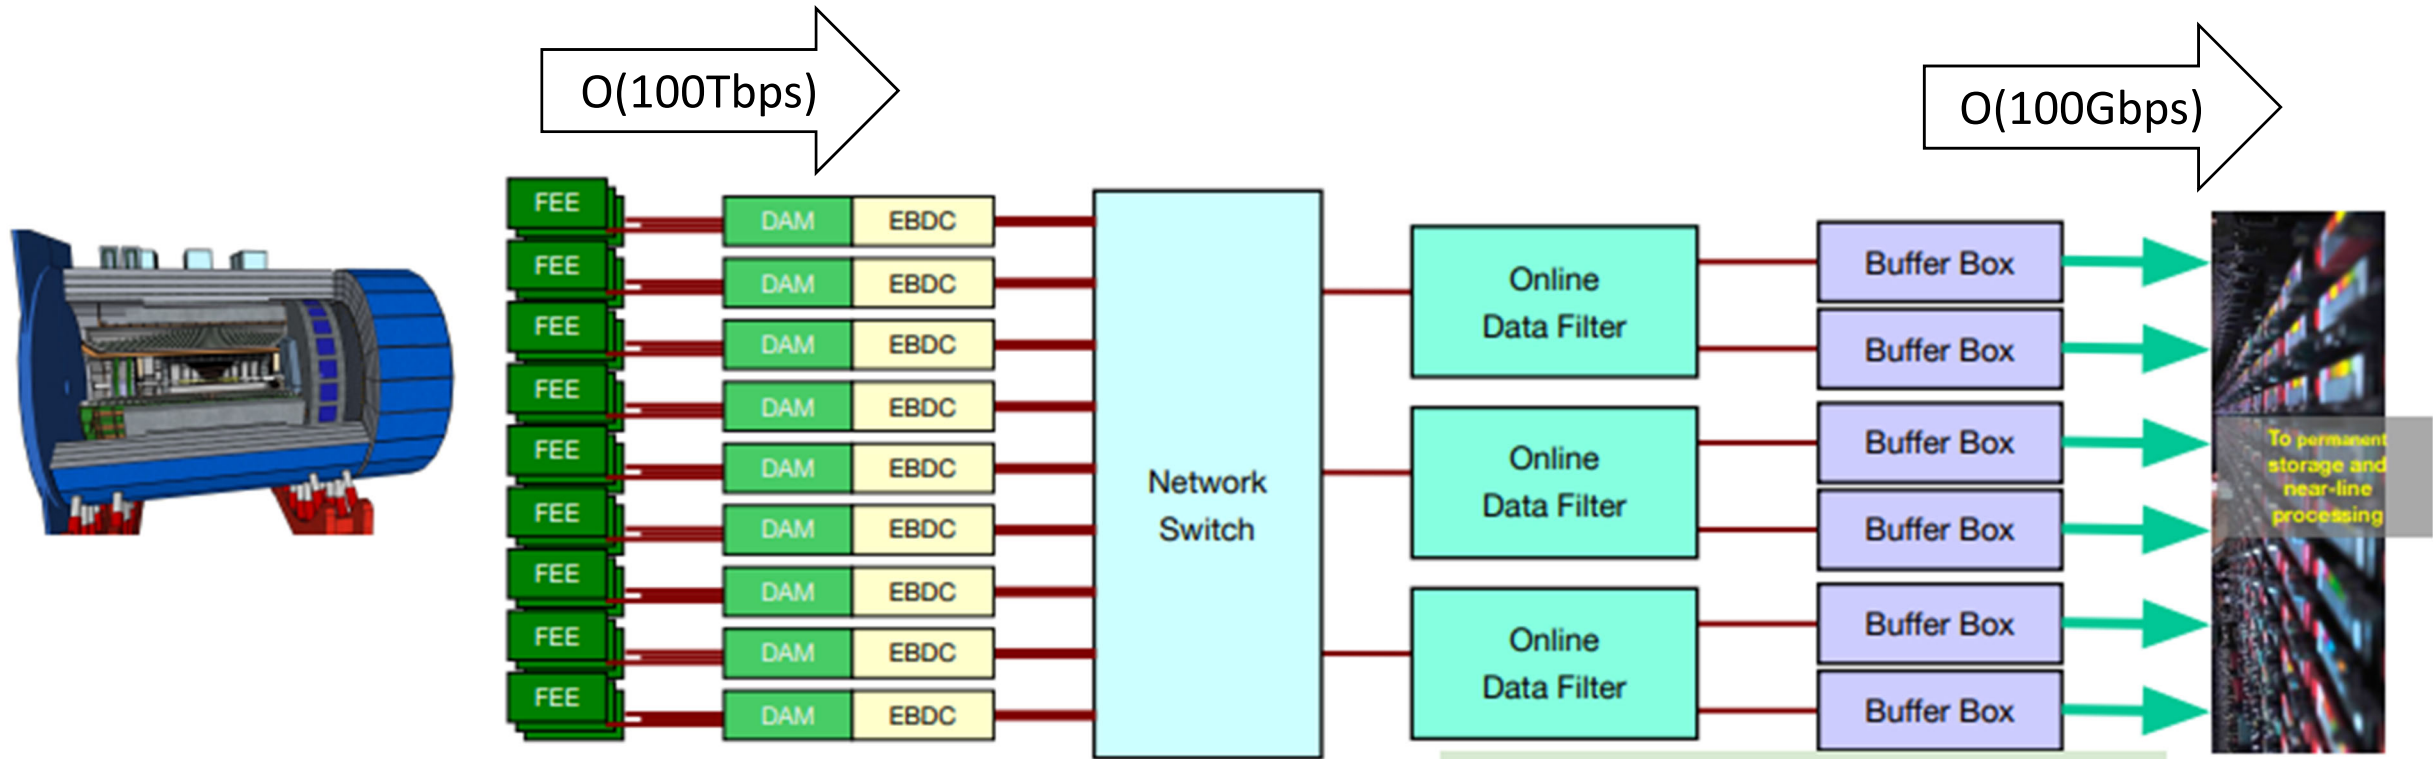 O(100Tbps)
O(100Gbps)
FEE
DAM
EBDC
FEE
DAM
EBDC
FEE
DAM
EBDC
FEE
DAM
EBDC
FEE
DAM
EBDC
FEE
DAM
EBDC
FEE
DAM
EBDC
FEE
DAM
EBDC
FEE
DAM
EBDC
Network
Switch
Online
Data Filter
Online
Data Filter
Online
Data Filter
Buffer Box
Buffer Box
Buffer Box
Buffer Box
Buffer Box
Buffer Box
To permanent
storage and
near-line
processing